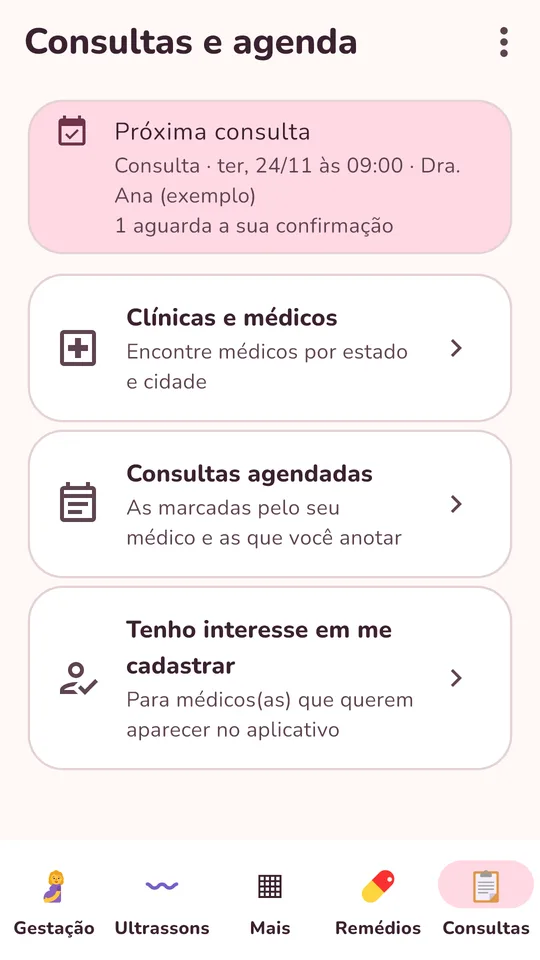 Consultas e agenda
Próxima consulta
Consulta · ter, 24/11 às 09:00 · Dra.
Ana (exemplo)
1 aguarda a sua confirmação
Clínicas e médicos
Encontre médicos por estado
e cidade
Consultas agendadas
As marcadas pelo seu
médico e as que você anotar
Tenho interesse em me
cadastrar
Para médicos(as) que querem
aparecer no aplicativo
Gestação
Ultrassons
Mais
Remédios
Consultas